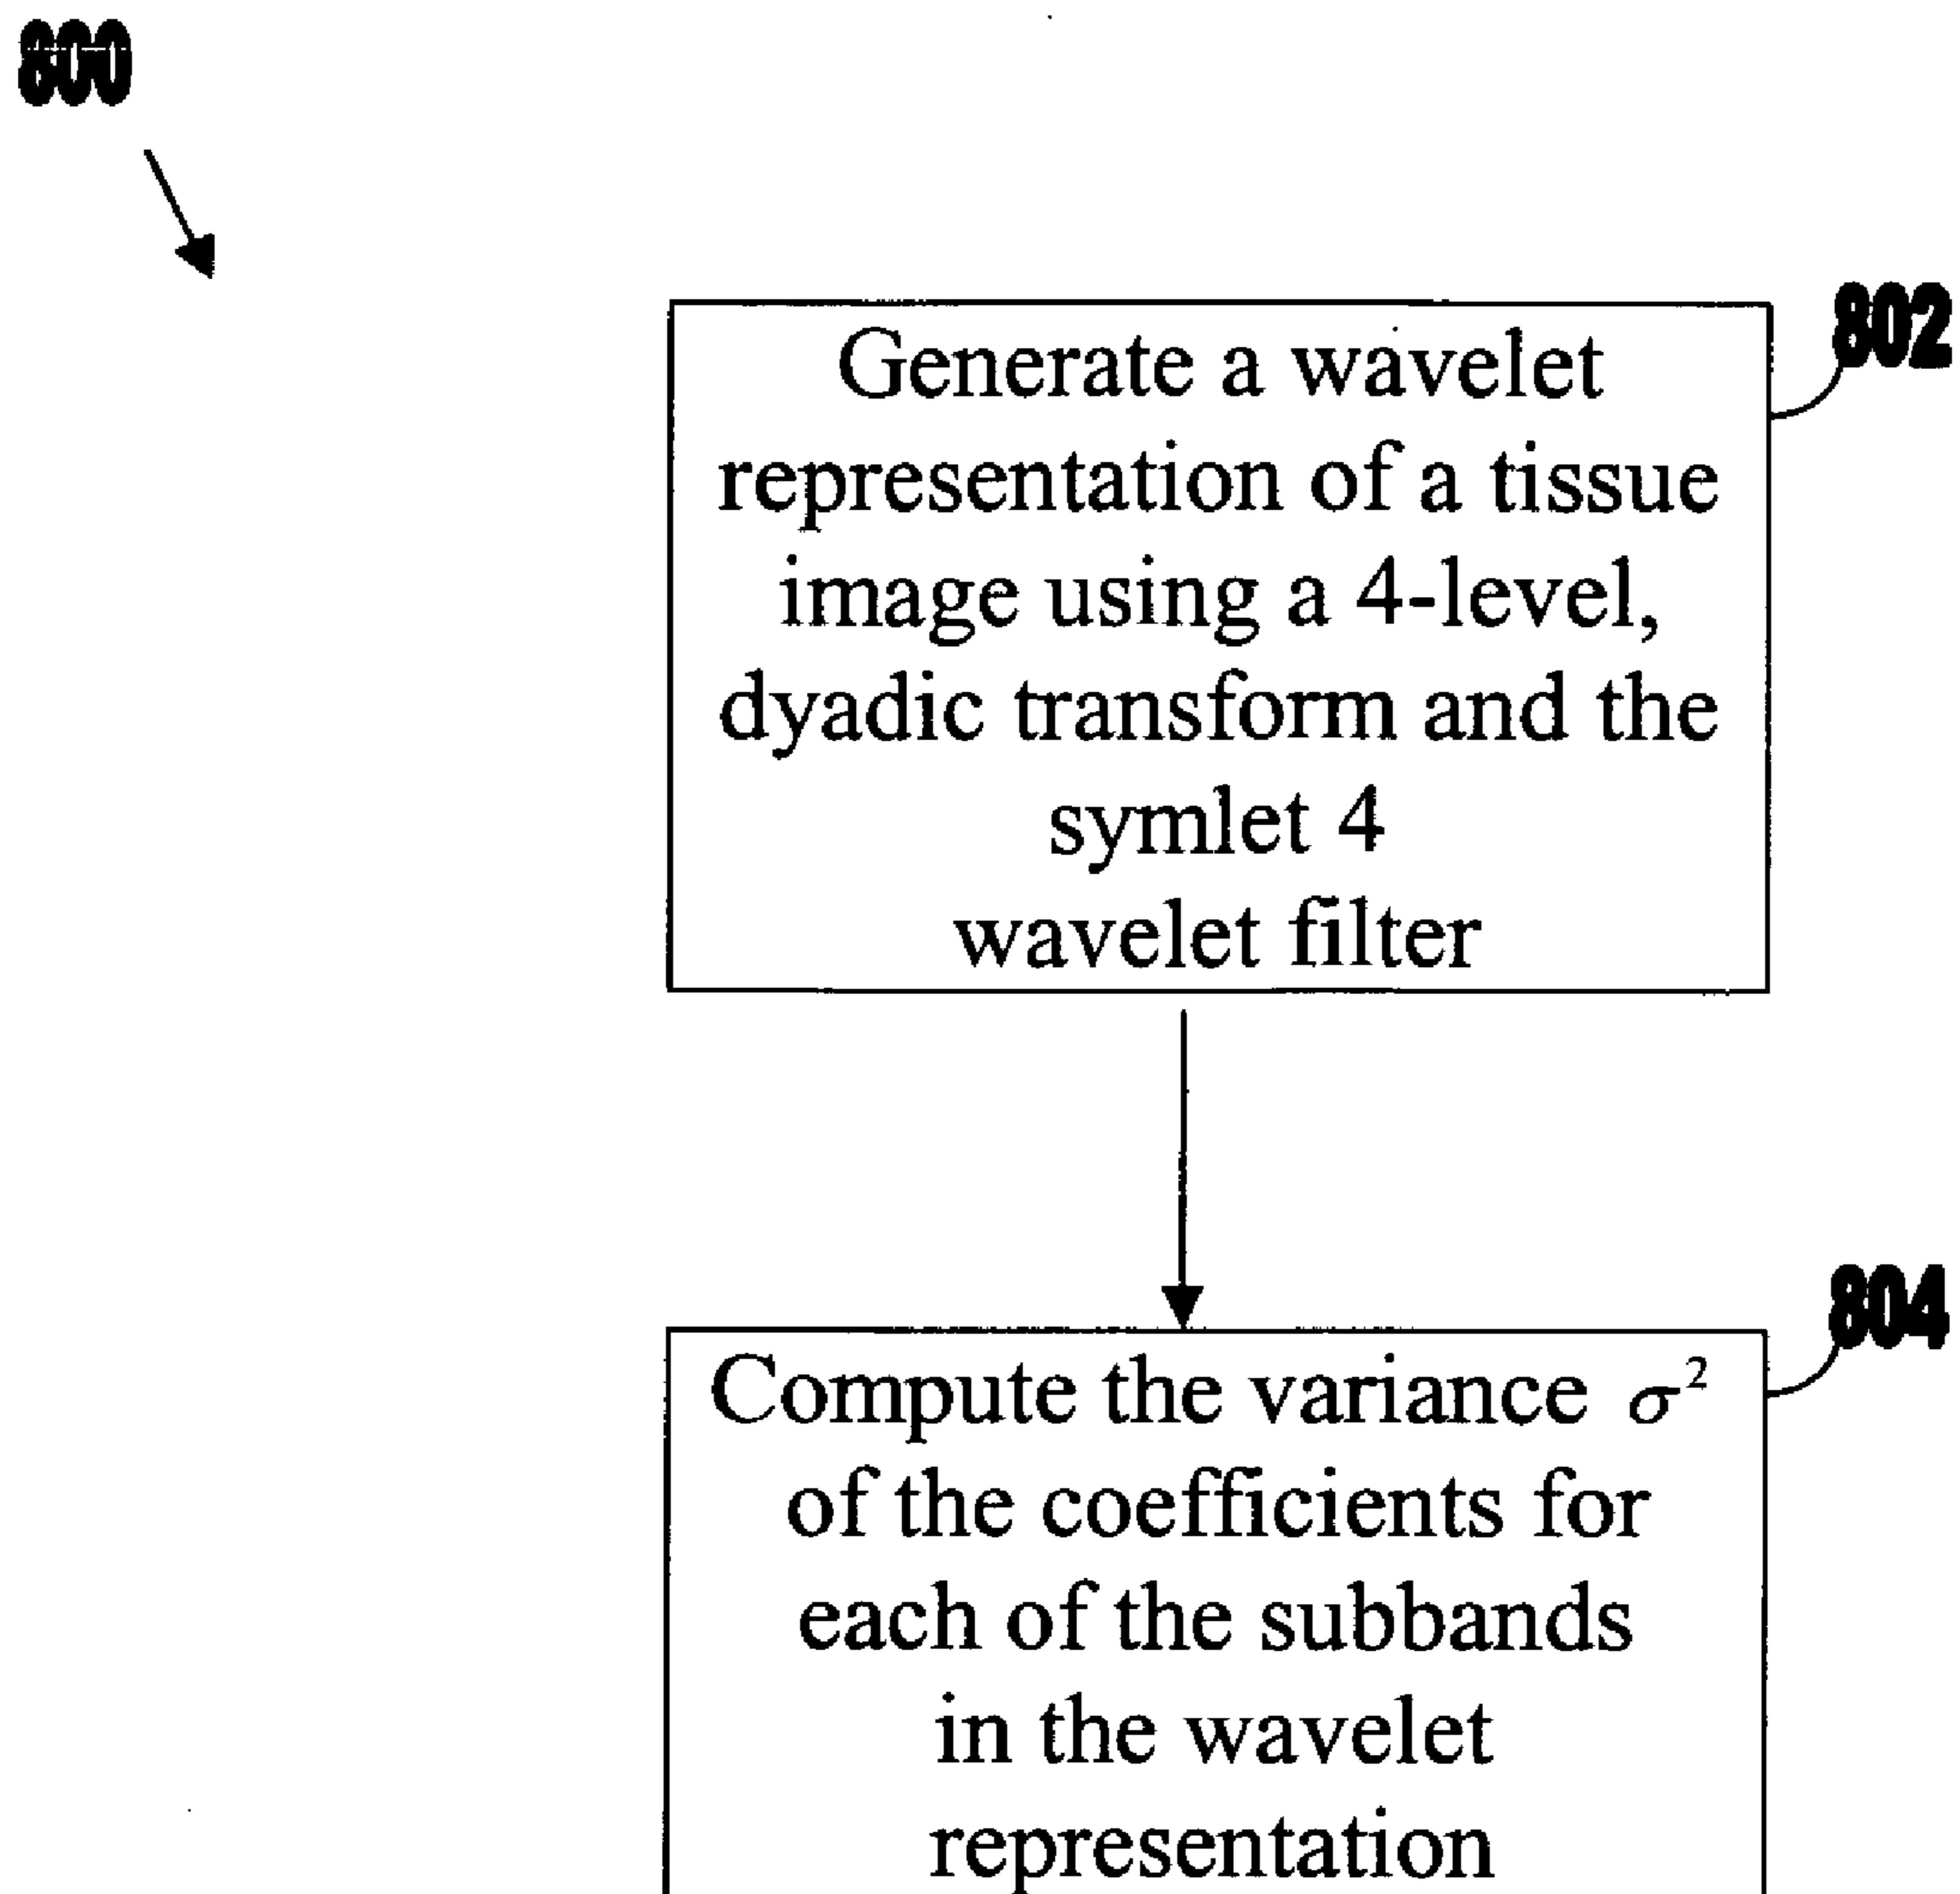 800
802
Generate a wavelet
representation of a tissue
image using a 4-level,
dyadic transform and the
symlet 4
wavelet filter
804
Compute the variance σ²
of the coefficients for
each of the subbands
in the wavelet
representation